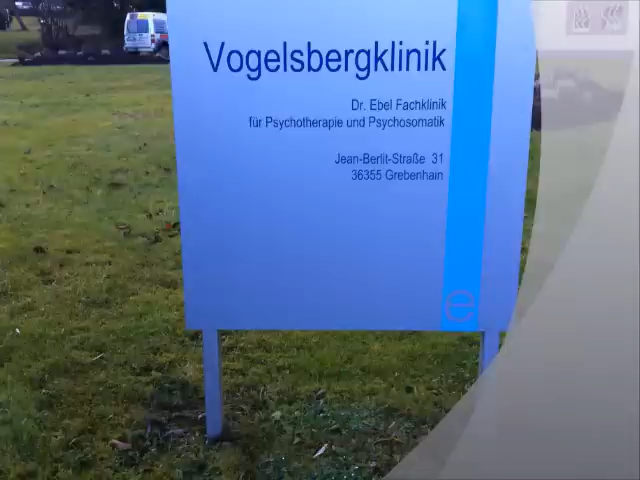 Vogelsbergklinik
Dr. Ebel Fachklinik
für Psychotherapie und Psychosomatik
Jean-Berlit-Straße 31
36355 Grebenhain
e